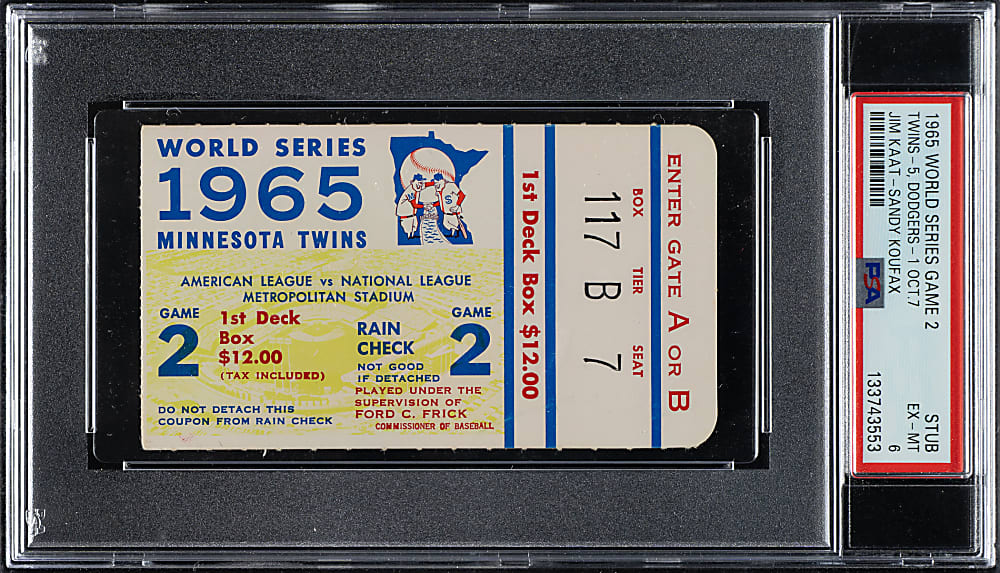 WORLD SERIES
1965
MINNESOTA TWINS
AMERICAN LEAGUE vs NATIONAL LEAGUE
METROPOLITAN STADIUM
GAME
2
1st Deck
Box
$12.00
(TAX INCLUDED)
RAIN
CHECK
NOT GOOD
IF DETACHED
GAME
2
PLAYED UNDER THE
SUPERVISION OF
FORD C. FRICK
COMMISSIONER OF BASEBALL
DO NOT DETACH THIS
COUPON FROM RAIN CHECK
1st Deck Box $12.00
BOX TIER SEAT
117 B 7
ENTER GATE A OR B
1965 WORLD SERIES GAME 2 STUB
TWINS-5, DODGERS-1 OCT.7 EX-MT
JIM KAAT-SANDY KOUFAX 6
PSA
133743553